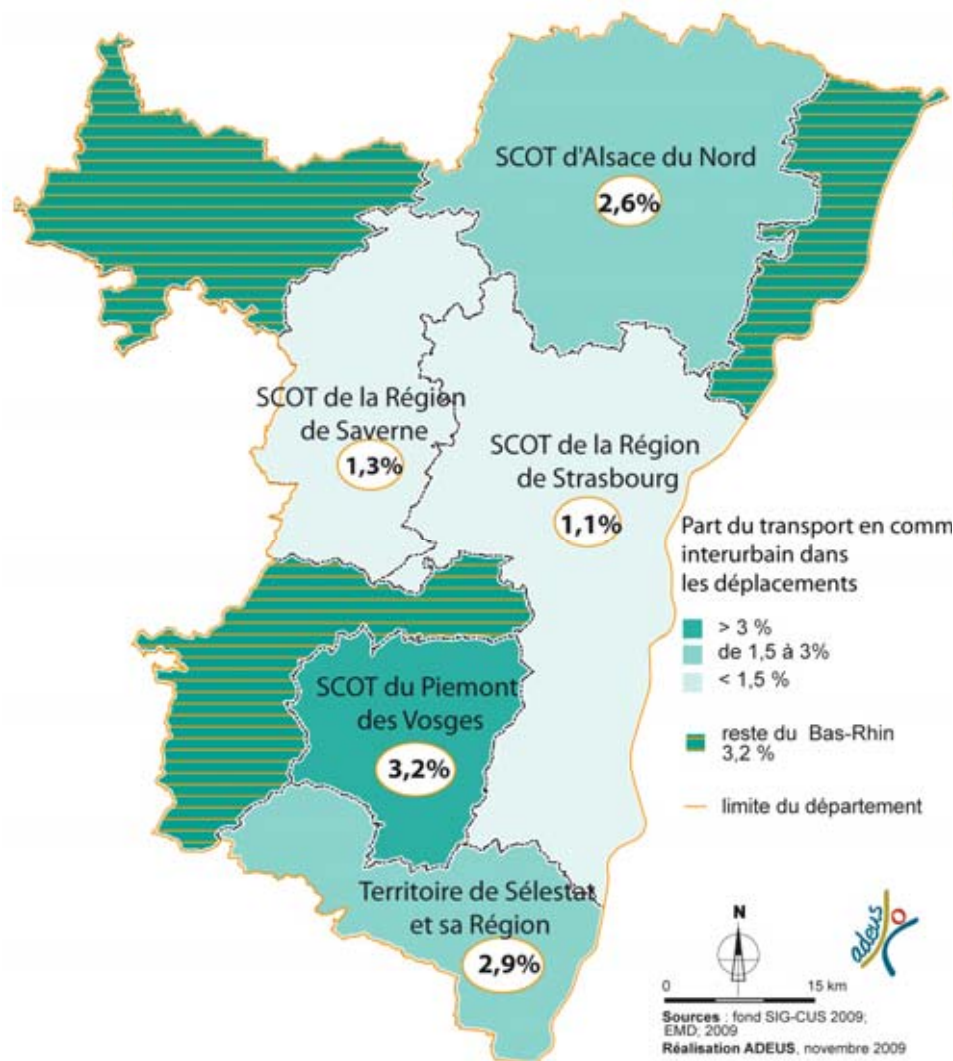 SCOT d'Alsace du Nord
2,6%
SCOT de la Région
de Saverne
1,3%
SCOT de la Région
de Strasbourg
1,1%
Part du transport en comm
interurbain dans
les déplacements
> 3 %
de 1,5 à 3%
< 1,5 %
reste du Bas-Rhin
3,2 %
limite du département
SCOT du Piemont
des Vosges
3,2%
Territoire de Sélestat
et sa Région
2,9%
N
0 15 km
adeus
Sources : fond SIG-CUS 2009;
EMD; 2009
Réalisation ADEUS, novembre 2009